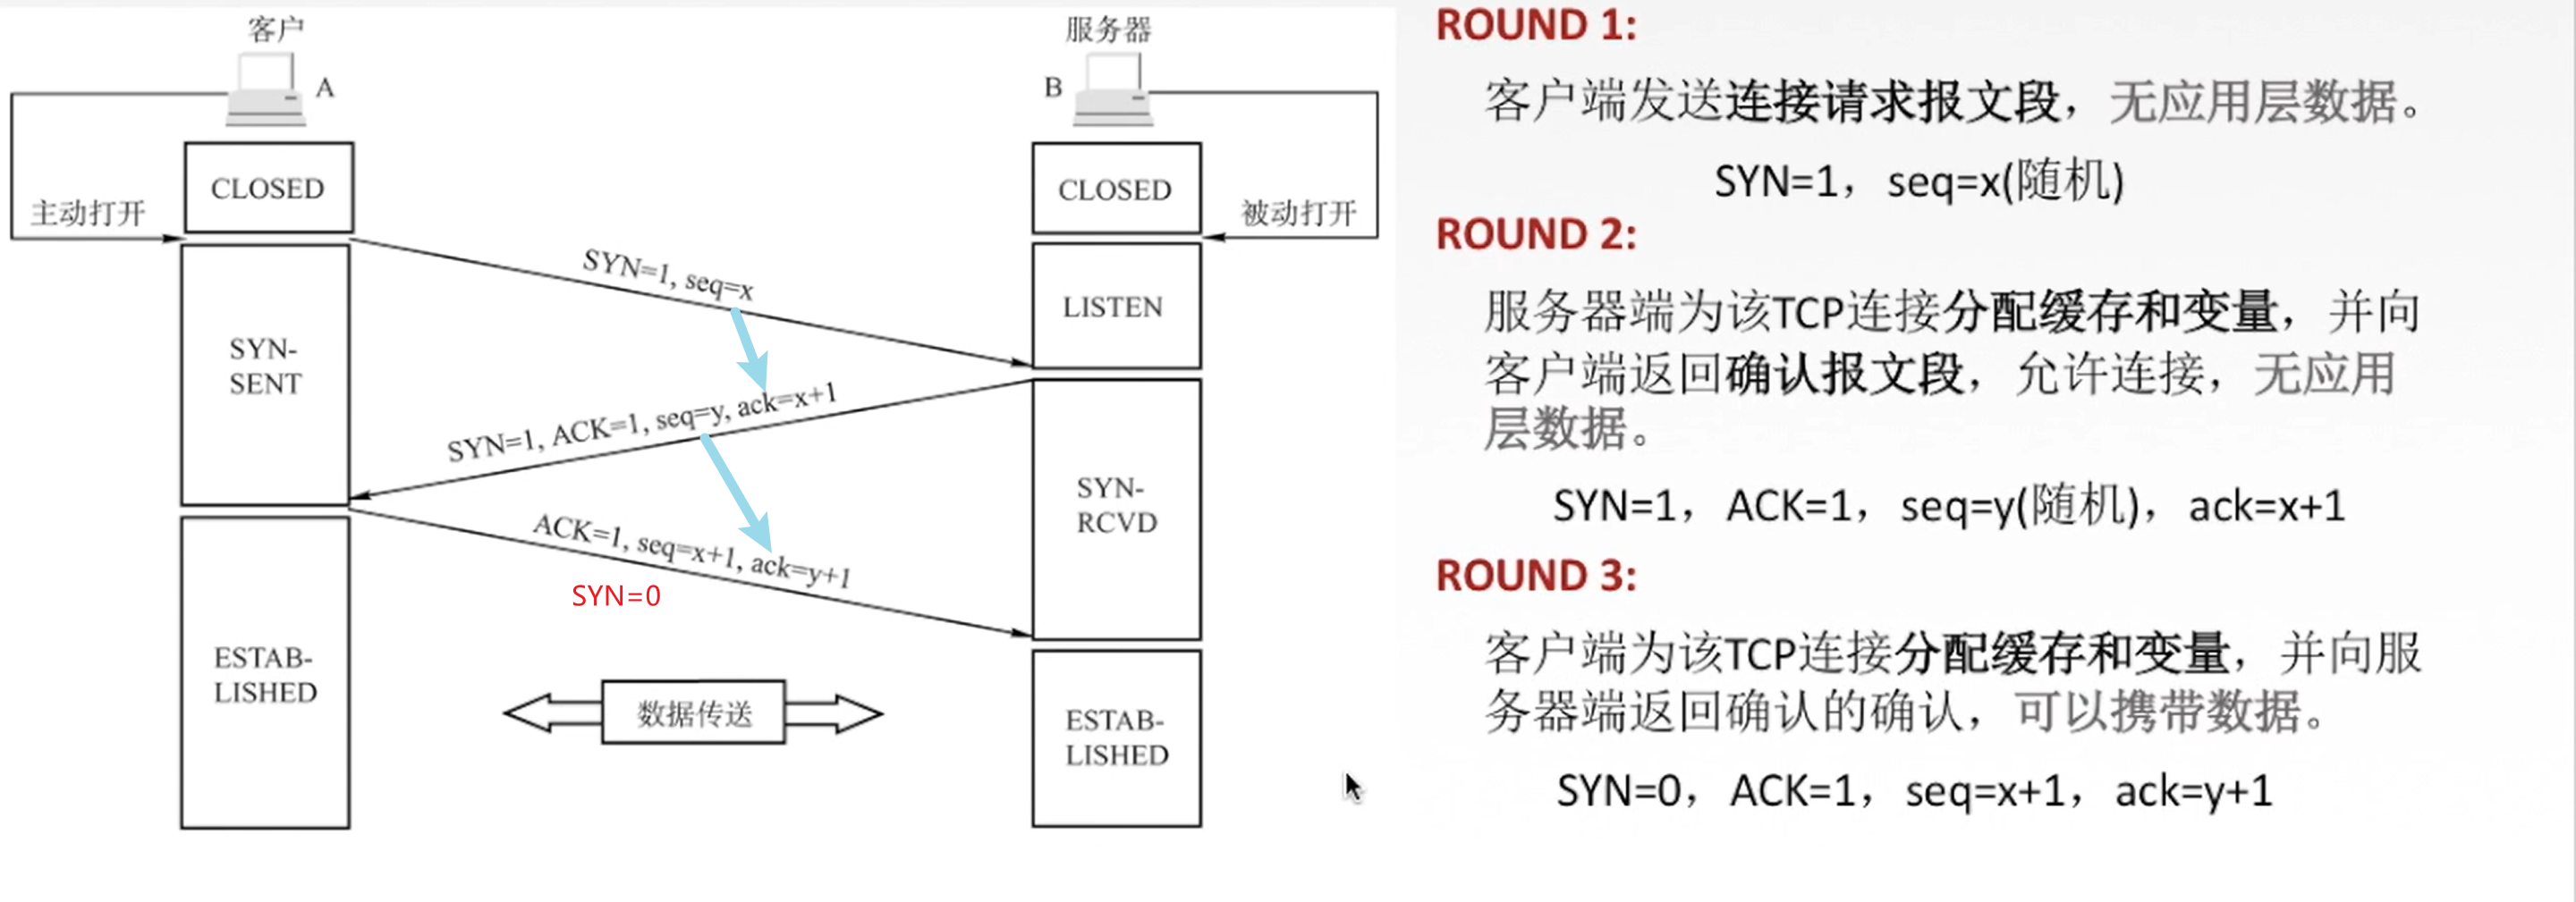 客户
A
CLOSED
主动打开
SYN-
SENT
ESTAB-
LISHED
服务器
B
CLOSED
被动打开
LISTEN
SYN-
RCVD
ESTAB-
LISHED
SYN=1, seq=x
SYN=1, ACK=1, seq=y, ack=x+1
ACK=1, seq=x+1, ack=y+1
SYN=0
数据传送
ROUND 1:
客户端发送连接请求报文段，无应用层数据。
SYN=1，seq=x(随机)
ROUND 2:
服务器端为该TCP连接分配缓存和变量，并向
客户端返回确认报文段，允许连接，无应用
层数据。
SYN=1，ACK=1，seq=y(随机)，ack=x+1
ROUND 3:
客户端为该TCP连接分配缓存和变量，并向服
务器端返回确认的确认，可以携带数据。
SYN=0，ACK=1，seq=x+1，ack=y+1